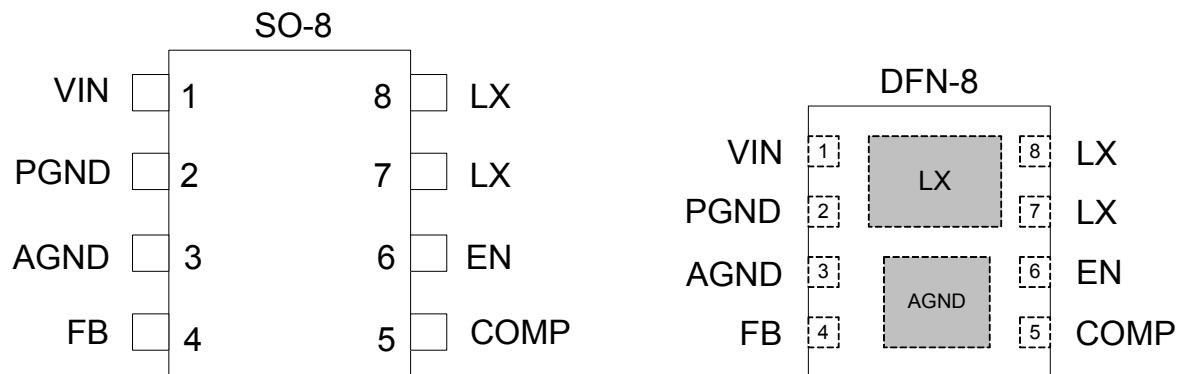 SO-8
VIN 1 8 LX
PGND 2 7 LX
AGND 3 6 EN
FB 4 5 COMP
DFN-8
VIN 1 LX 8 LX
PGND 2 7 LX
AGND 3 6 EN
AGND
FB 4 5 COMP